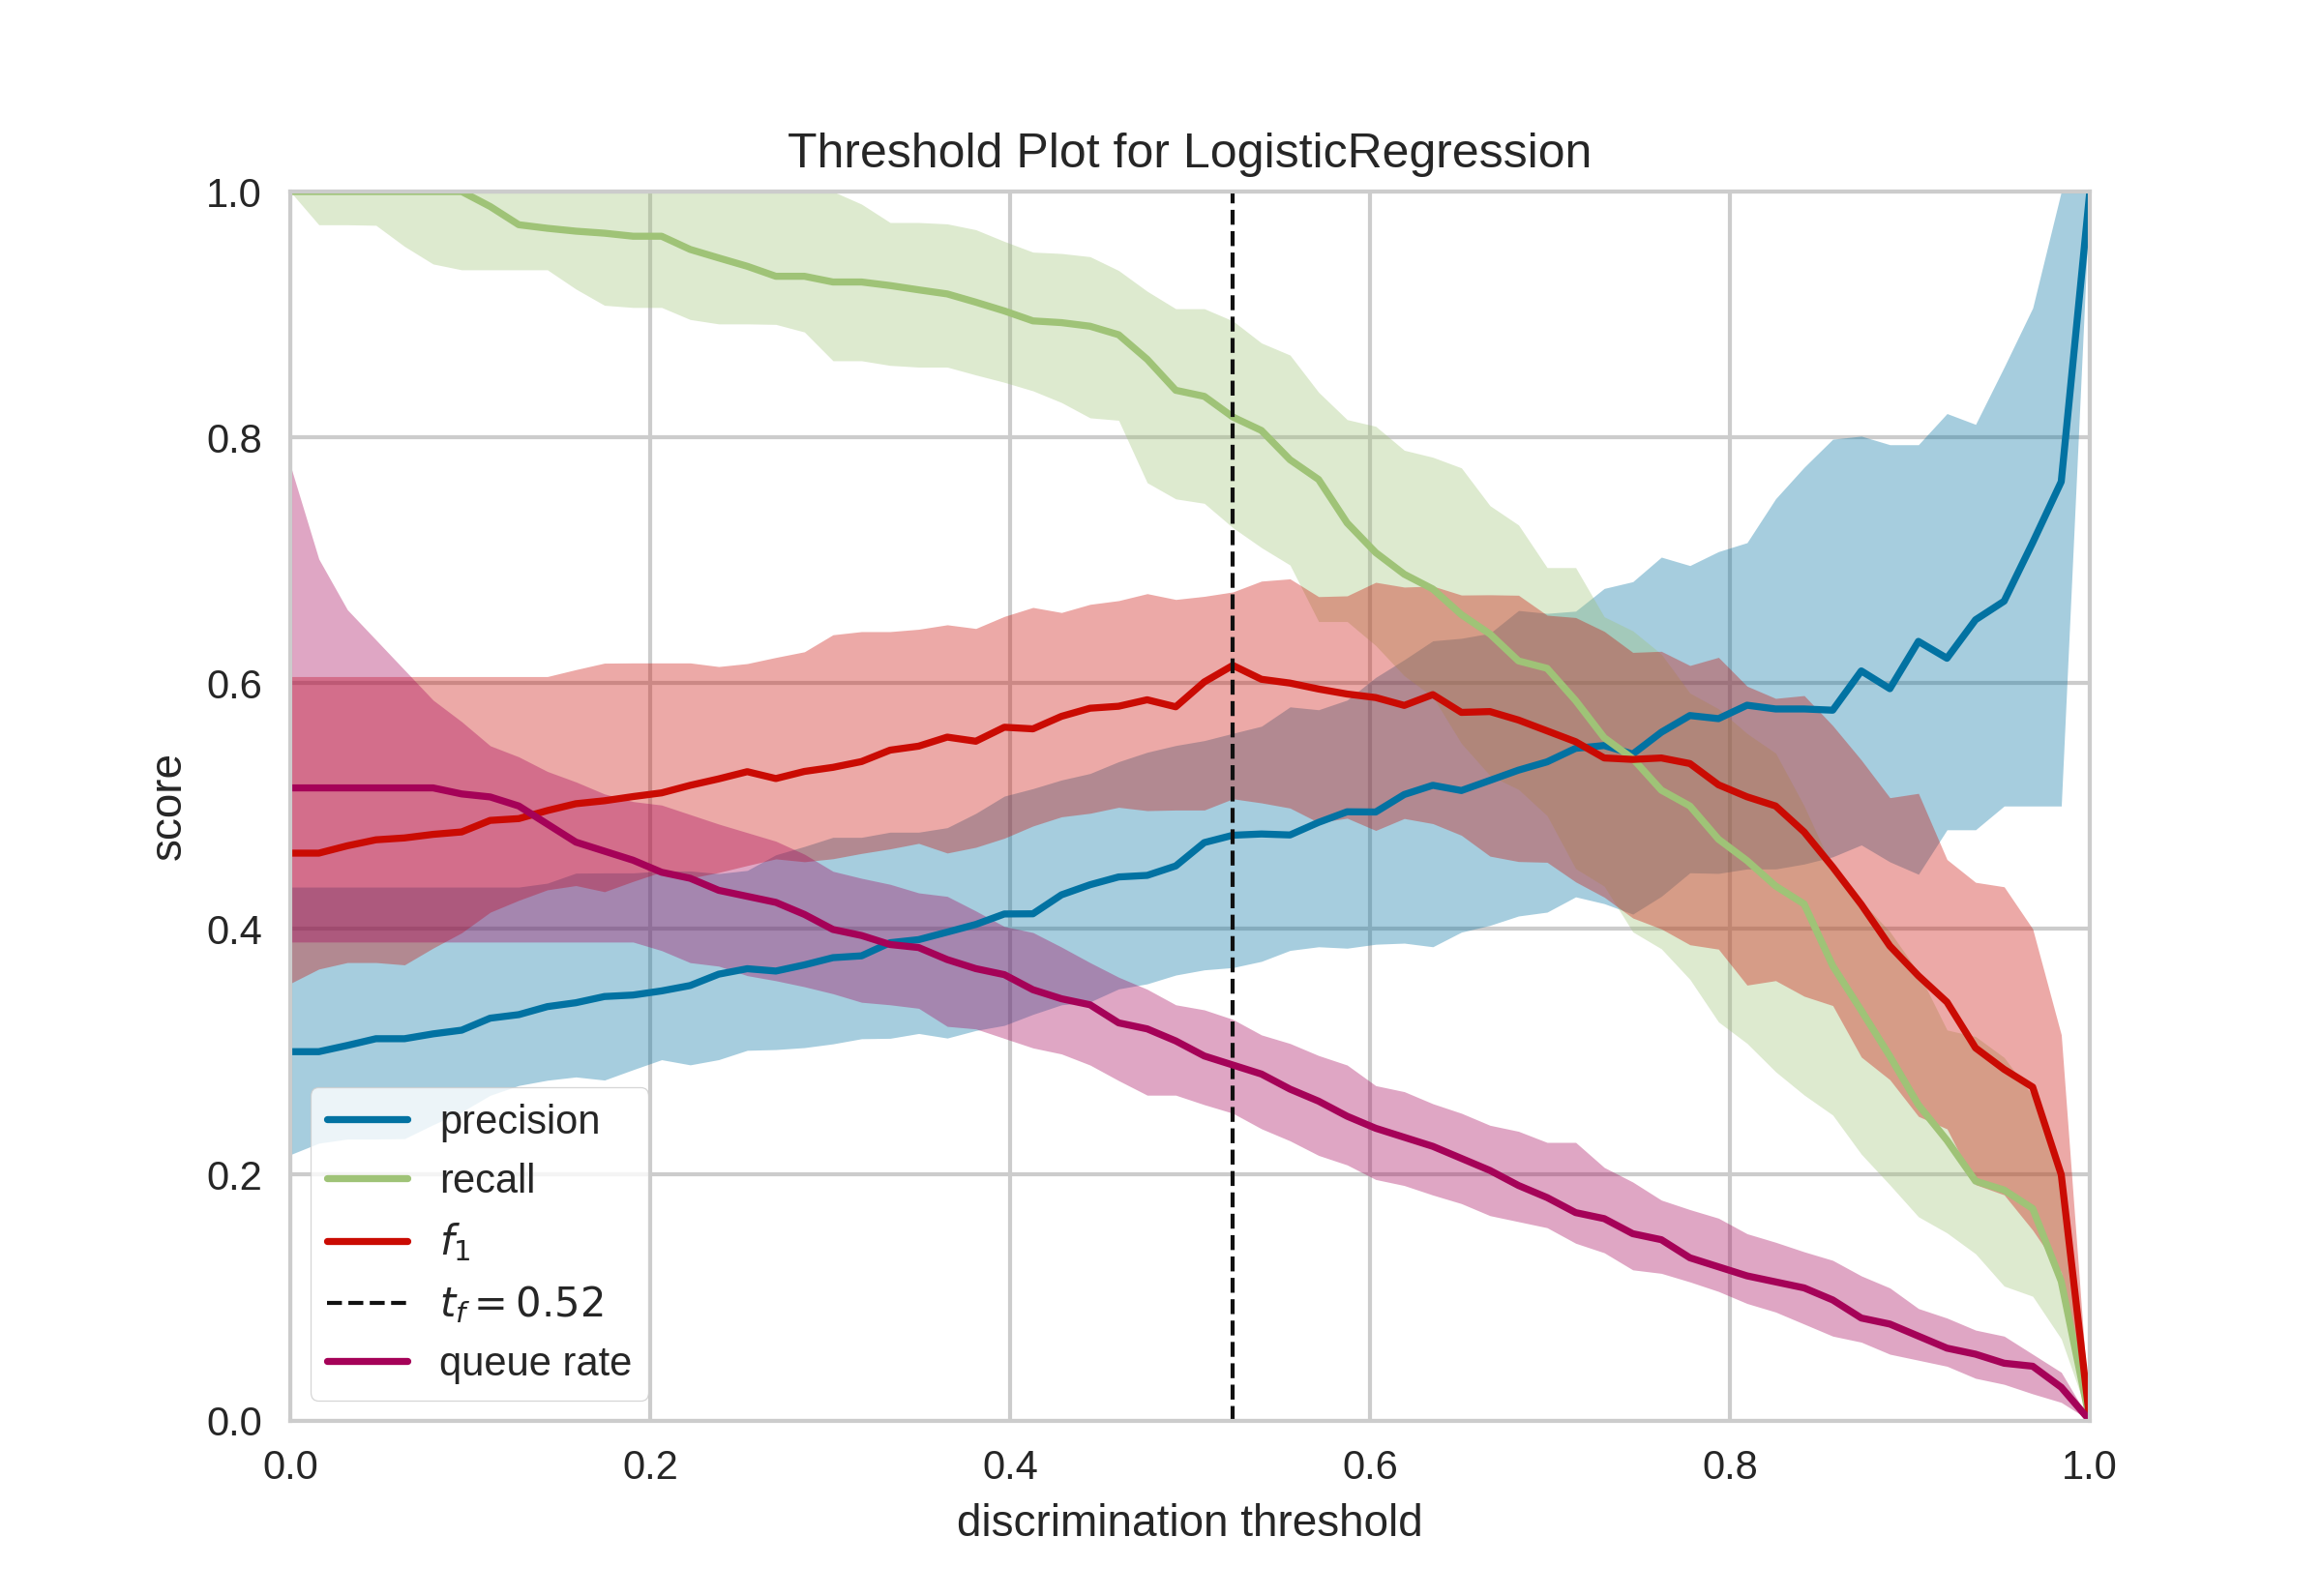 Threshold Plot for LogisticRegression
1.0
0.8
0.6
0.4
0.2
0.0
score
precision
recall
f₁
t_f = 0.52
queue rate
0.0 0.2 0.4 0.6 0.8 1.0
discrimination threshold